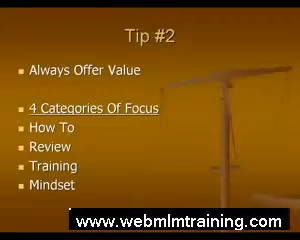 Tip #2
Always Offer Value
4 Categories Of Focus
How To
Review
Training
Mindset
www.webmlmtraining.com